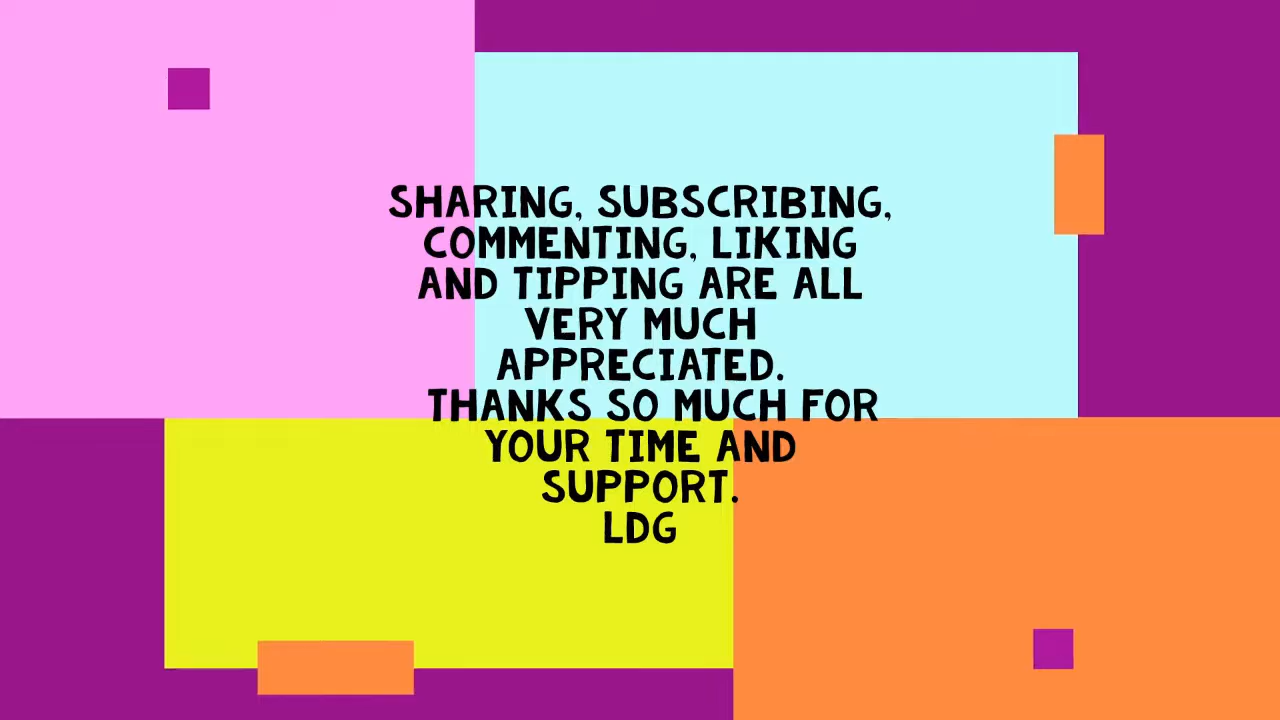 SHARING, SUBSCRIBING,
COMMENTING, LIKING
AND TIPPING ARE ALL
VERY MUCH
APPRECIATED.
THANKS SO MUCH FOR
YOUR TIME AND
SUPPORT.
LDG